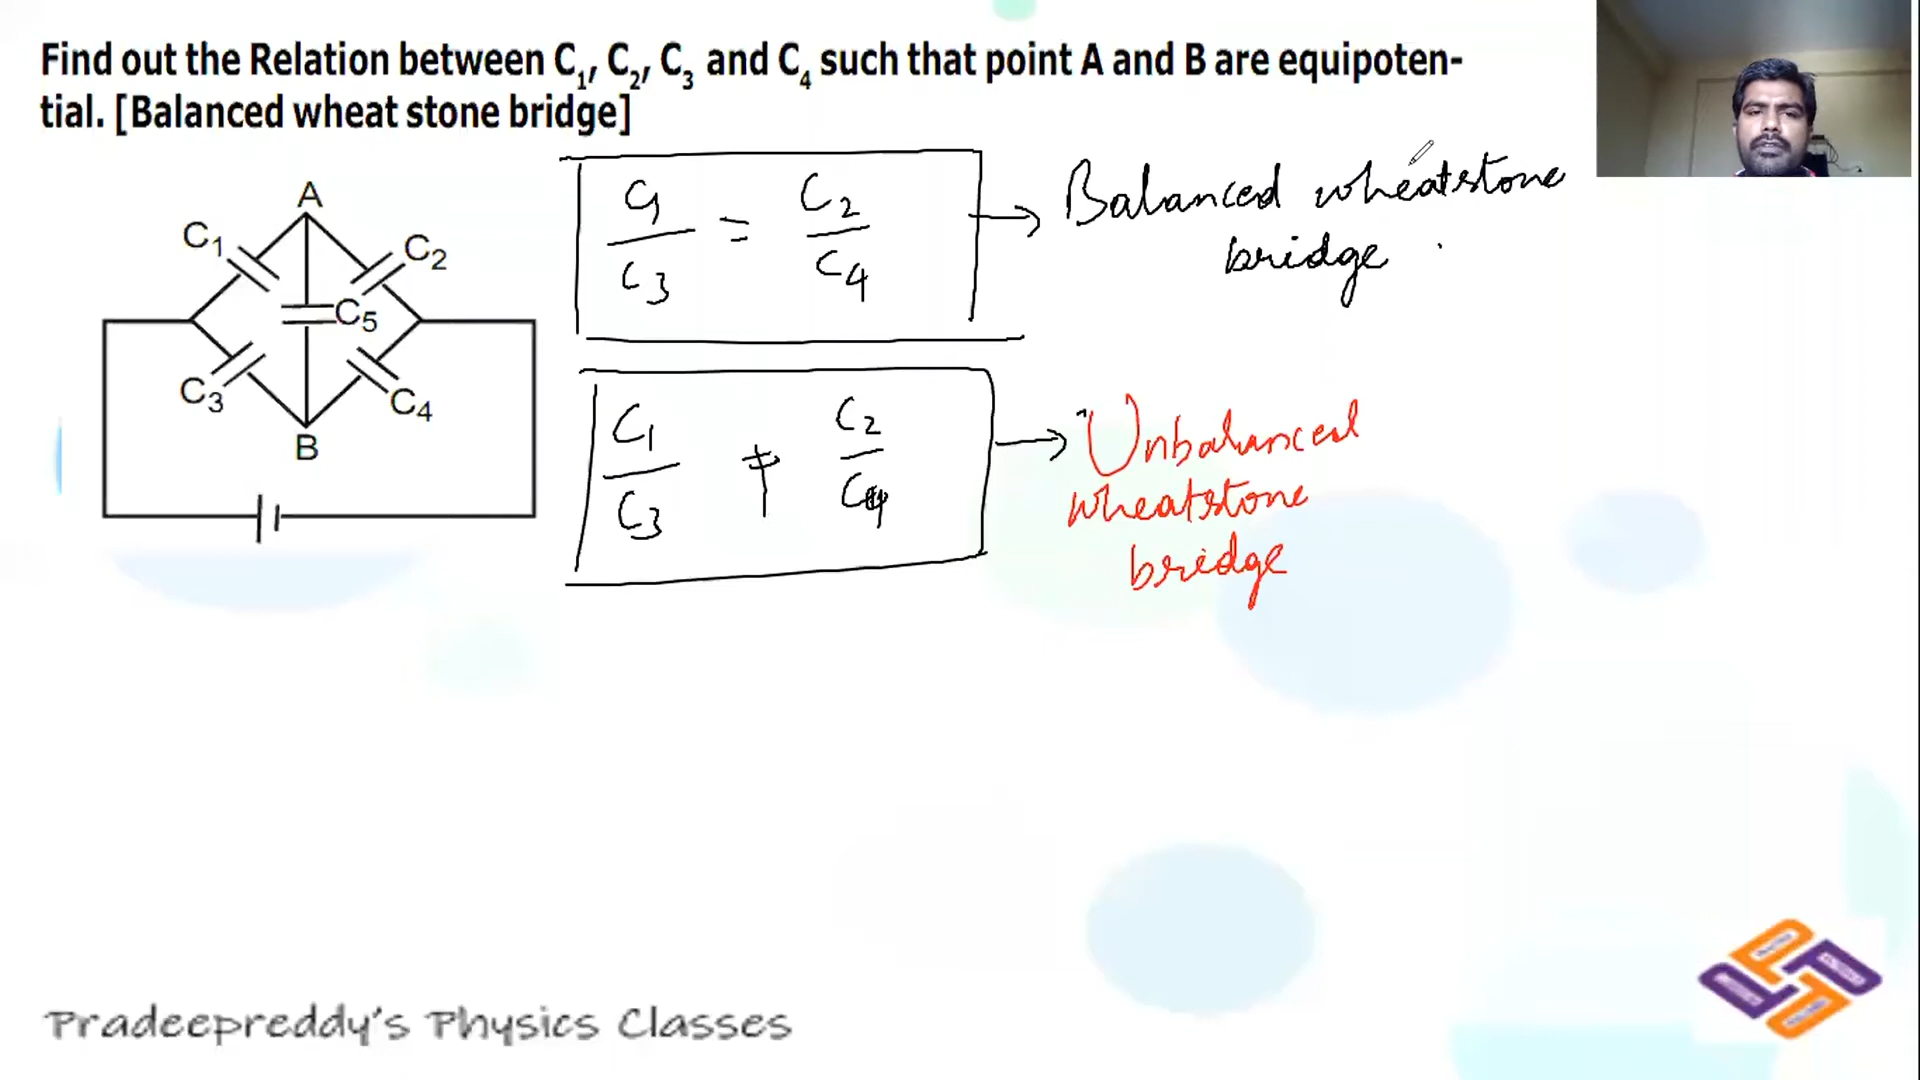 Find out the Relation between C1, C2, C3 and C4 such that point A and B are equipoten-
tial. [Balanced wheat stone bridge]
A
C1
C2
C5
C3
C4
B
C1/C3 = C2/C4 → Balanced wheatstone
bridge .
C1/C3 ≠ C2/C4 → Unbalanced
wheatstone
bridge
Pradeepreddy's Physics Classes